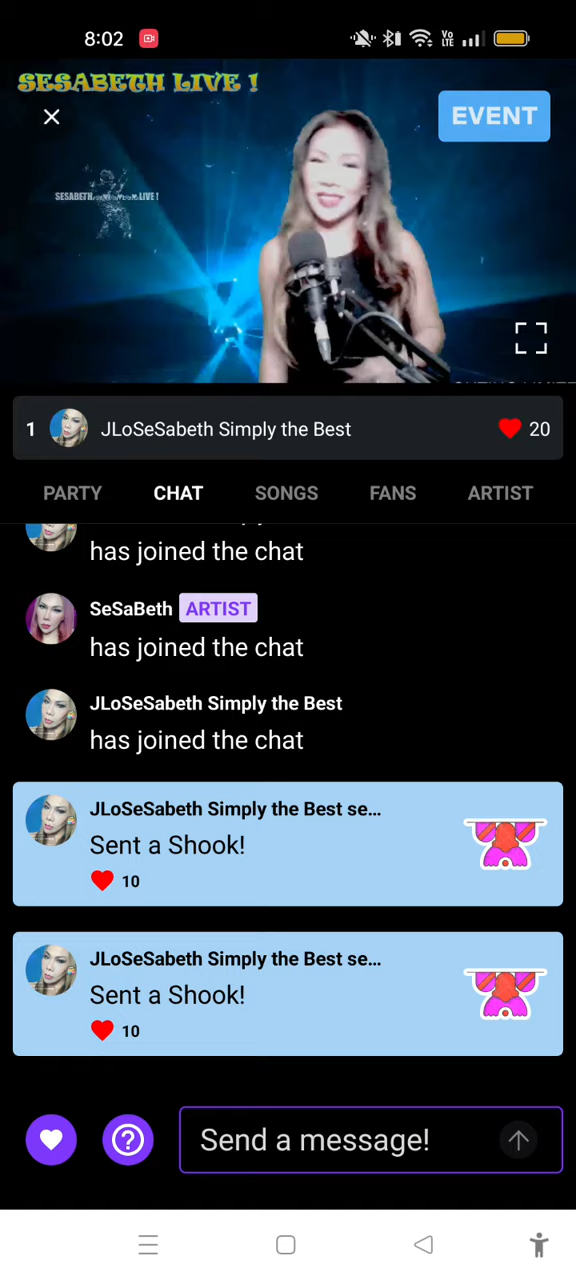 8:02
VO
LTE
SESABETH LIVE !
EVENT
SESABETH LIVE !
1 JLoSeSabeth Simply the Best 20
PARTY CHAT SONGS FANS ARTIST
has joined the chat
SeSaBeth ARTIST
has joined the chat
JLoSeSabeth Simply the Best
has joined the chat
JLoSeSabeth Simply the Best se...
Sent a Shook!
10
JLoSeSabeth Simply the Best se...
Sent a Shook!
10
Send a message!